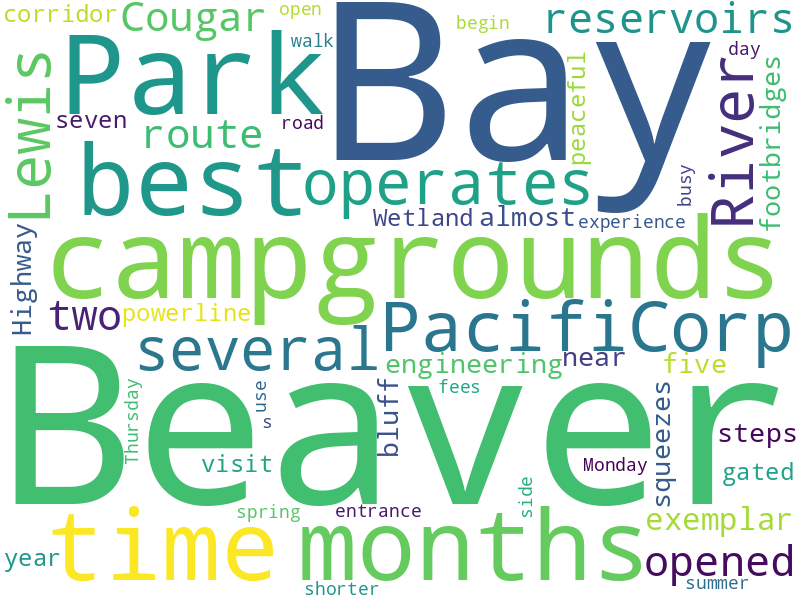 corridor
Cougar
open
walk
begin
reservoirs
Park
Bay
day
Lewis
seven
route
road
peaceful
River
footbridges
best
operates
busy
Wetland
almost
experience
Highway
campgrounds
two
powerline
PacifiCorp
several
engineering
near
five
Beaver
Thursday
use
s
fees
bluff
squeezes
steps
visit
Monday
gated
side
time
spring
entrance
months
exemplar
year
opened
shorter
summer